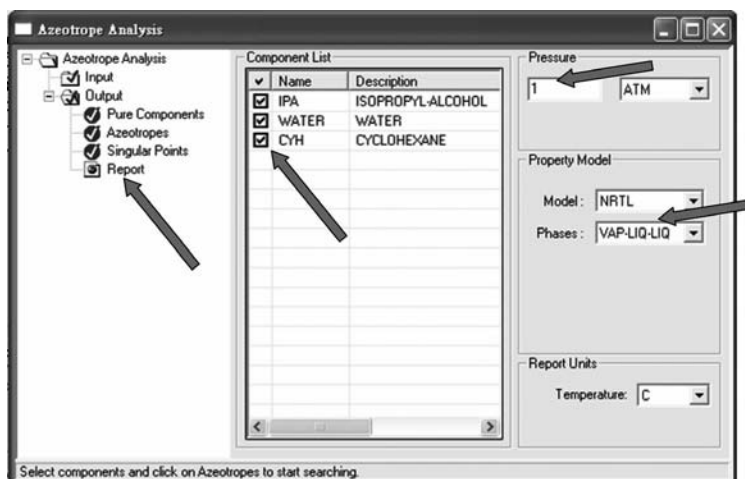 Azeotrope Analysis
Azeotrope Analysis
Input
Output
Pure Components
Azeotropes
Singular Points
Report
Component List
Name Description
IPA ISOPROPYL-ALCOHOL
WATER WATER
CYH CYCLOHEXANE
Pressure
1 ATM
Property Model
Model: NRTL
Phases: VAP-LIQ-LIQ
Report Units
Temperature: C
Select components and click on Azeotropes to start searching.